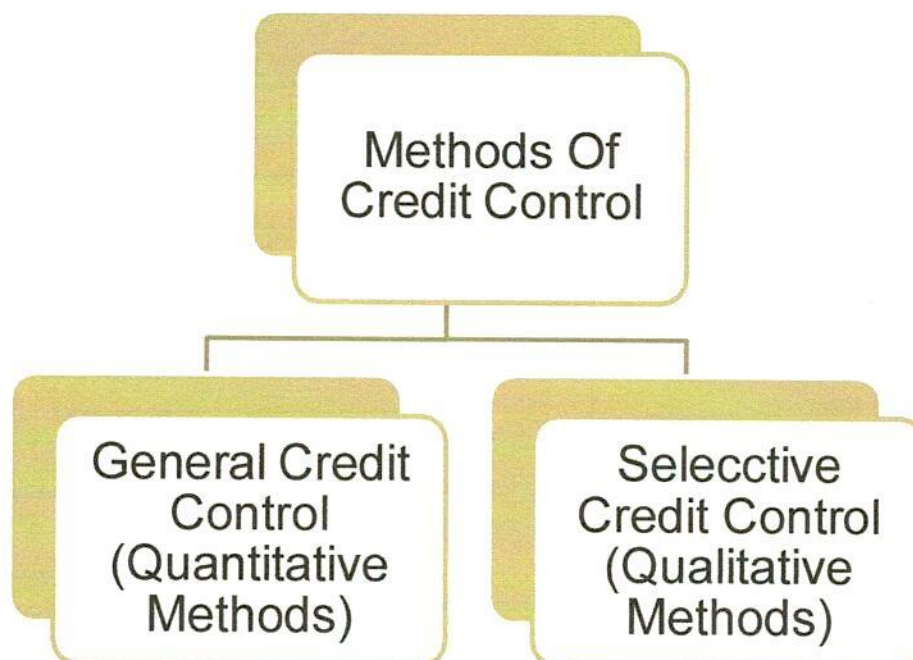 Methods Of
Credit Control
General Credit
Control
(Quantitative
Methods)
Selecctive
Credit Control
(Qualitative
Methods)